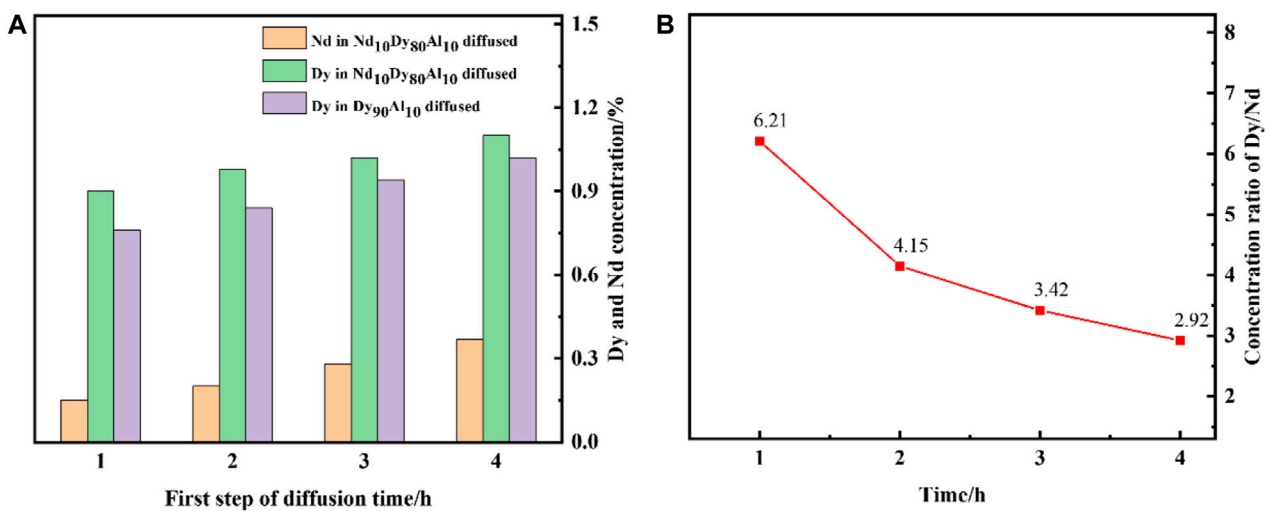 A
Nd in Nd10Dy80Al10 diffused
Dy in Nd10Dy80Al10 diffused
Dy in Dy90Al10 diffused
1.5
1.2
0.9
0.6
0.3
0.0
Dy and Nd concentration/%
1 2 3 4
First step of diffusion time/h
B
6.21
4.15
3.42
2.92
8
7
6
5
4
3
2
Concentration ratio of Dy/Nd
1 2 3 4
Time/h